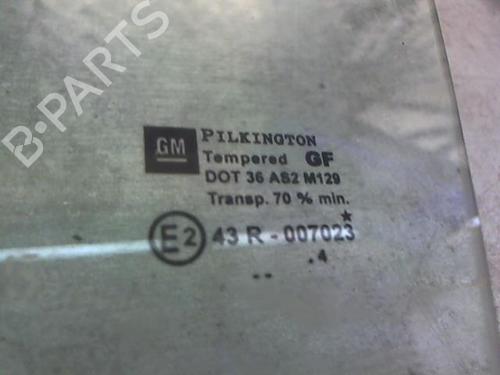 B-PARTS
GM PILKINGTON
Tempered GF
DOT 36 AS2 M129
Transp. 70 % min.
E2 43 R - 007023
.4